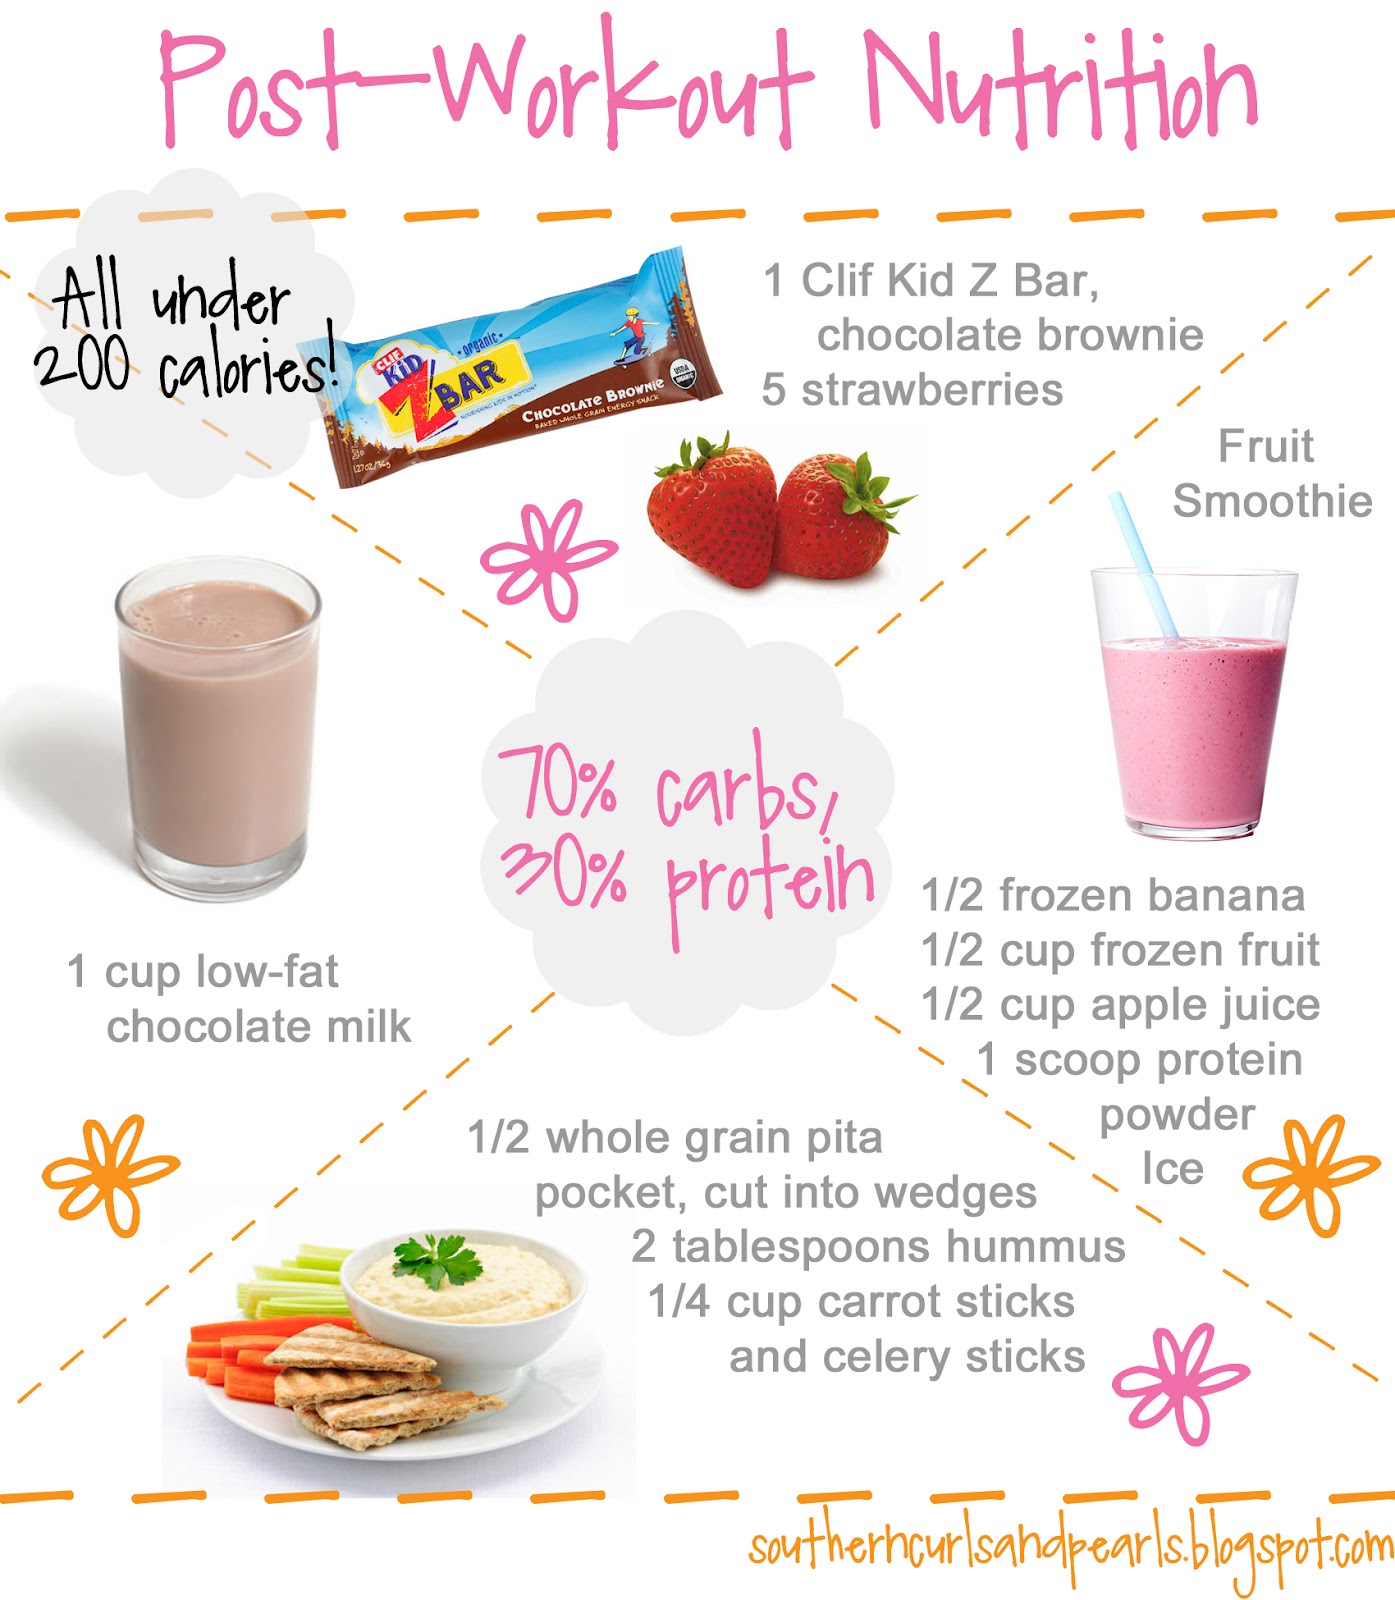 Post-Workout Nutrition
All under
200 calories!
CLIF
KID
Z BAR
organic
NOURISHING KIDS IN MOTION
CHOCOLATE BROWNIE
BAKED WHOLE GRAIN ENERGY SNACK
USDA
ORGANIC
1.27oz/36g
1 Clif Kid Z Bar,
chocolate brownie
5 strawberries
Fruit
Smoothie
1/2 frozen banana
1/2 cup frozen fruit
1/2 cup apple juice
1 scoop protein
powder
Ice
70% carbs,
30% protein
1 cup low-fat
chocolate milk
1/2 whole grain pita
pocket, cut into wedges
2 tablespoons hummus
1/4 cup carrot sticks
and celery sticks
southerncurlsandpearls.blogspot.com